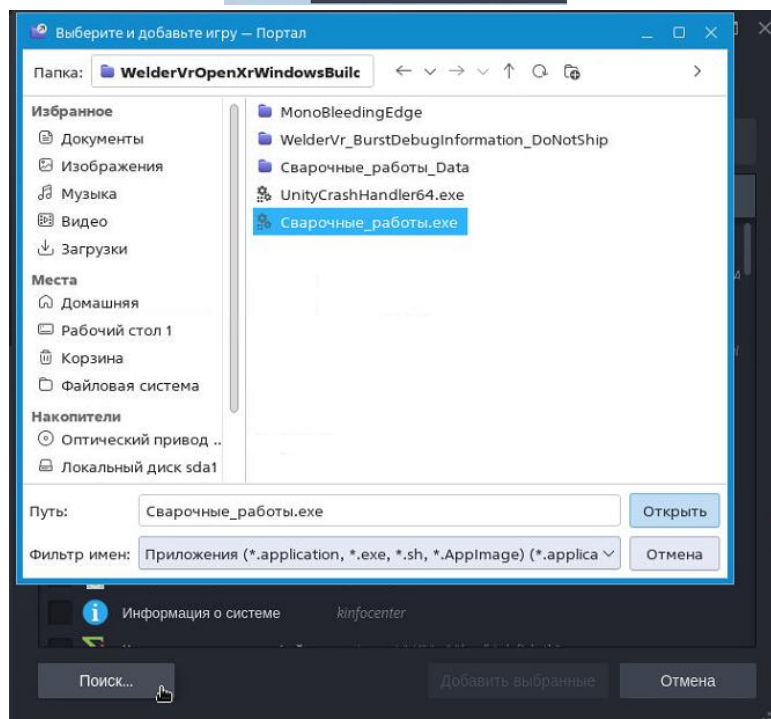 Выберите и добавьте игру — Портал
Папка: WelderVrOpenXrWindowsBuilc
Избранное
Документы
Изображения
Музыка
Видео
Загрузки
Места
Домашняя
Рабочий стол 1
Корзина
Файловая система
Накопители
Оптический привод ..
Локальный диск sda1
MonoBleedingEdge
WelderVr_BurstDebugInformation_DoNotShip
Сварочные_работы_Data
UnityCrashHandler64.exe
Сварочные_работы.exe
Путь: Сварочные_работы.exe Открыть
Фильтр имен: Приложения (*.application, *.exe, *.sh, *.AppImage) (*.applica Отмена
Информация о системе kinfocenter
Поиск... Добавить выбранные Отмена